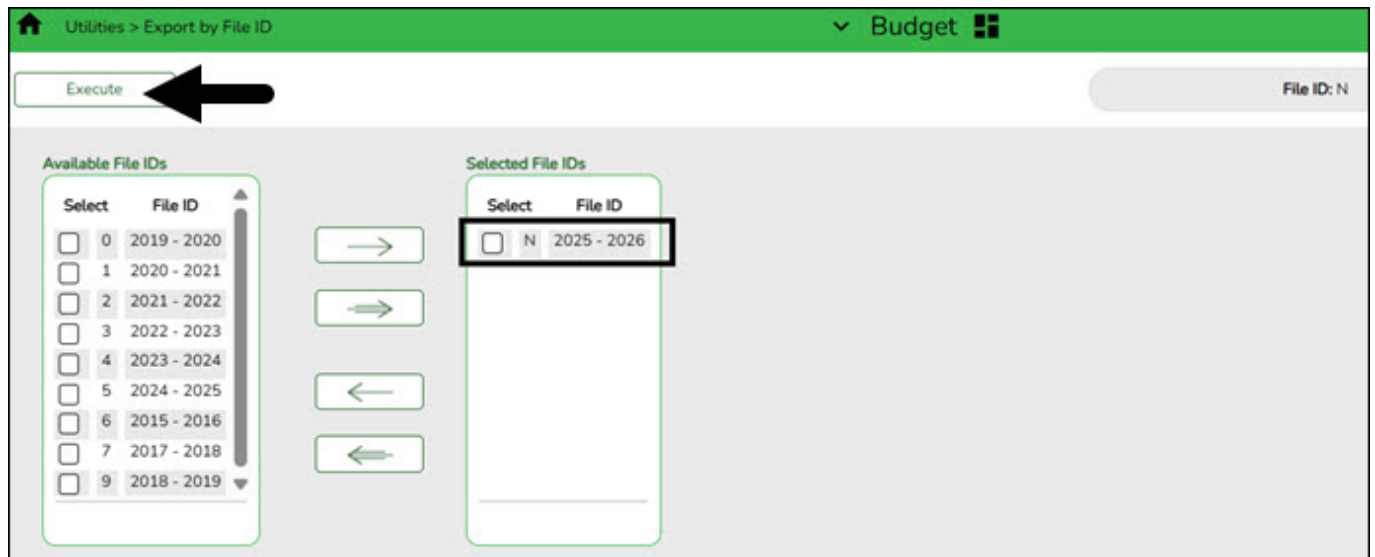 Utilities > Export by File ID
Budget
Execute
File ID: N
Available File IDs
Select File ID
0 2019 - 2020
1 2020 - 2021
2 2021 - 2022
3 2022 - 2023
4 2023 - 2024
5 2024 - 2025
6 2015 - 2016
7 2017 - 2018
9 2018 - 2019
Selected File IDs
Select File ID
N 2025 - 2026